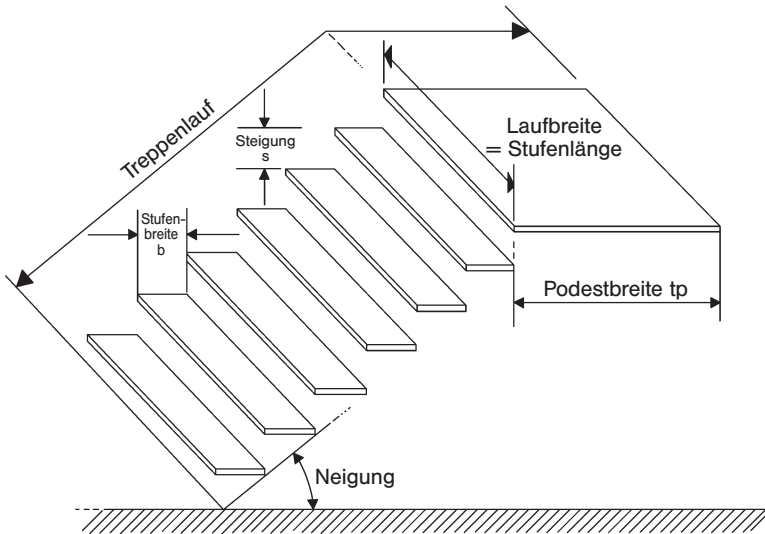 Treppenlauf
Steigung
s
Laufbreite
= Stufenlänge
Stufen-
breite
b
Podestbreite tp
Neigung